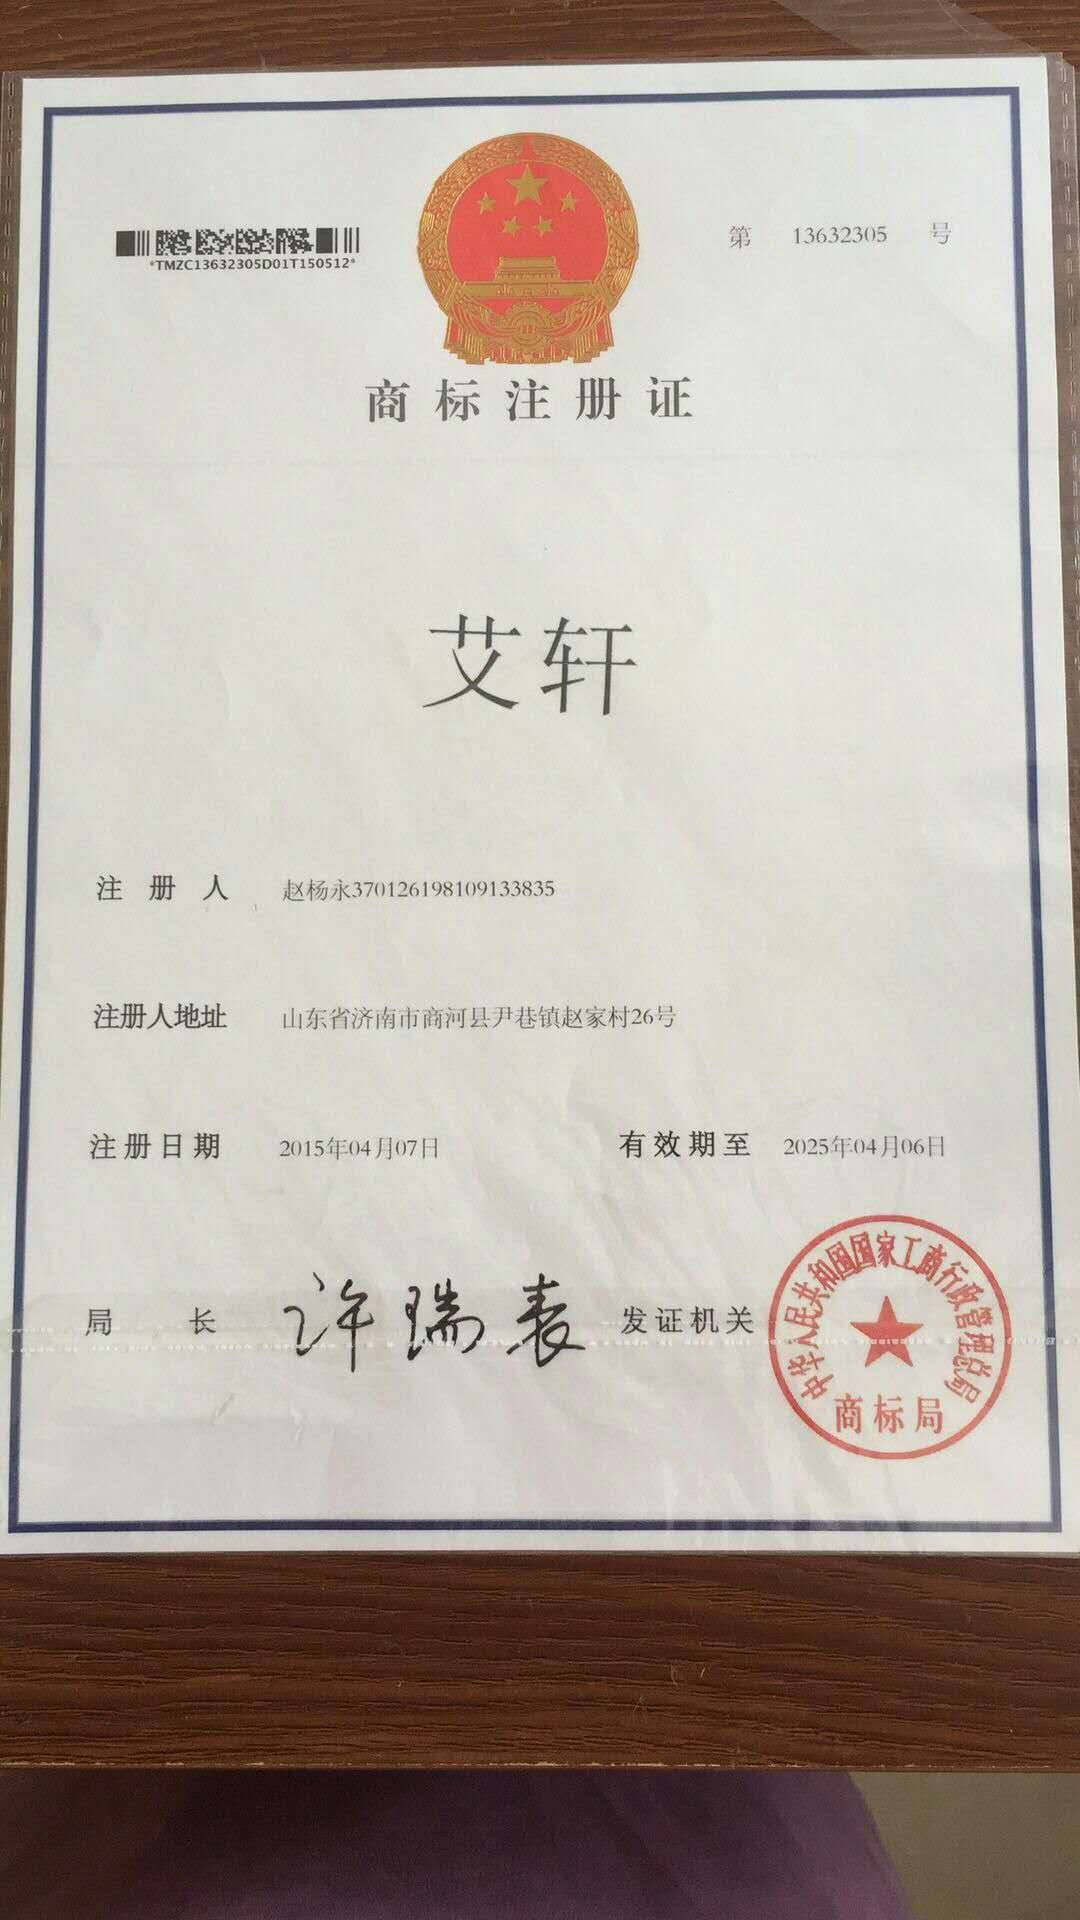 *TMZC13632305D01T150512*
第 13632305 号
商标注册证
艾轩
注册人 赵杨永370126198109133835
注册人地址 山东省济南市商河县尹巷镇赵家村26号
注册日期 2015年04月07日 有效期至 2025年04月06日
局长 许瑞表 发证机关
中华人民共和国国家工商行政管理总局
商标局